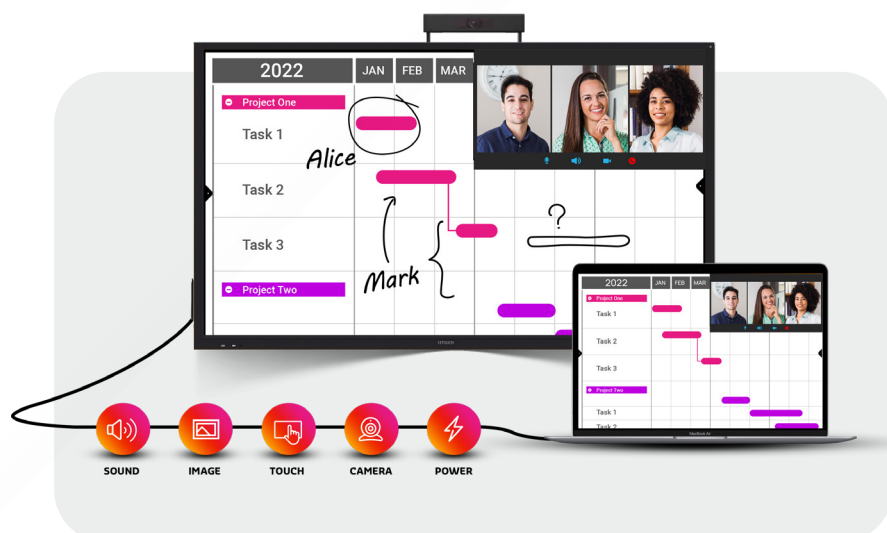 2022 JAN FEB MAR
Project One
Task 1
Alice
Task 2
Task 3
Mark
?
Project Two
2022 JAN FEB MAR
Project One
Task 1
Task 2
Task 3
Project Two
Task 1
Task 2
MacBook Air
SOUND IMAGE TOUCH CAMERA POWER